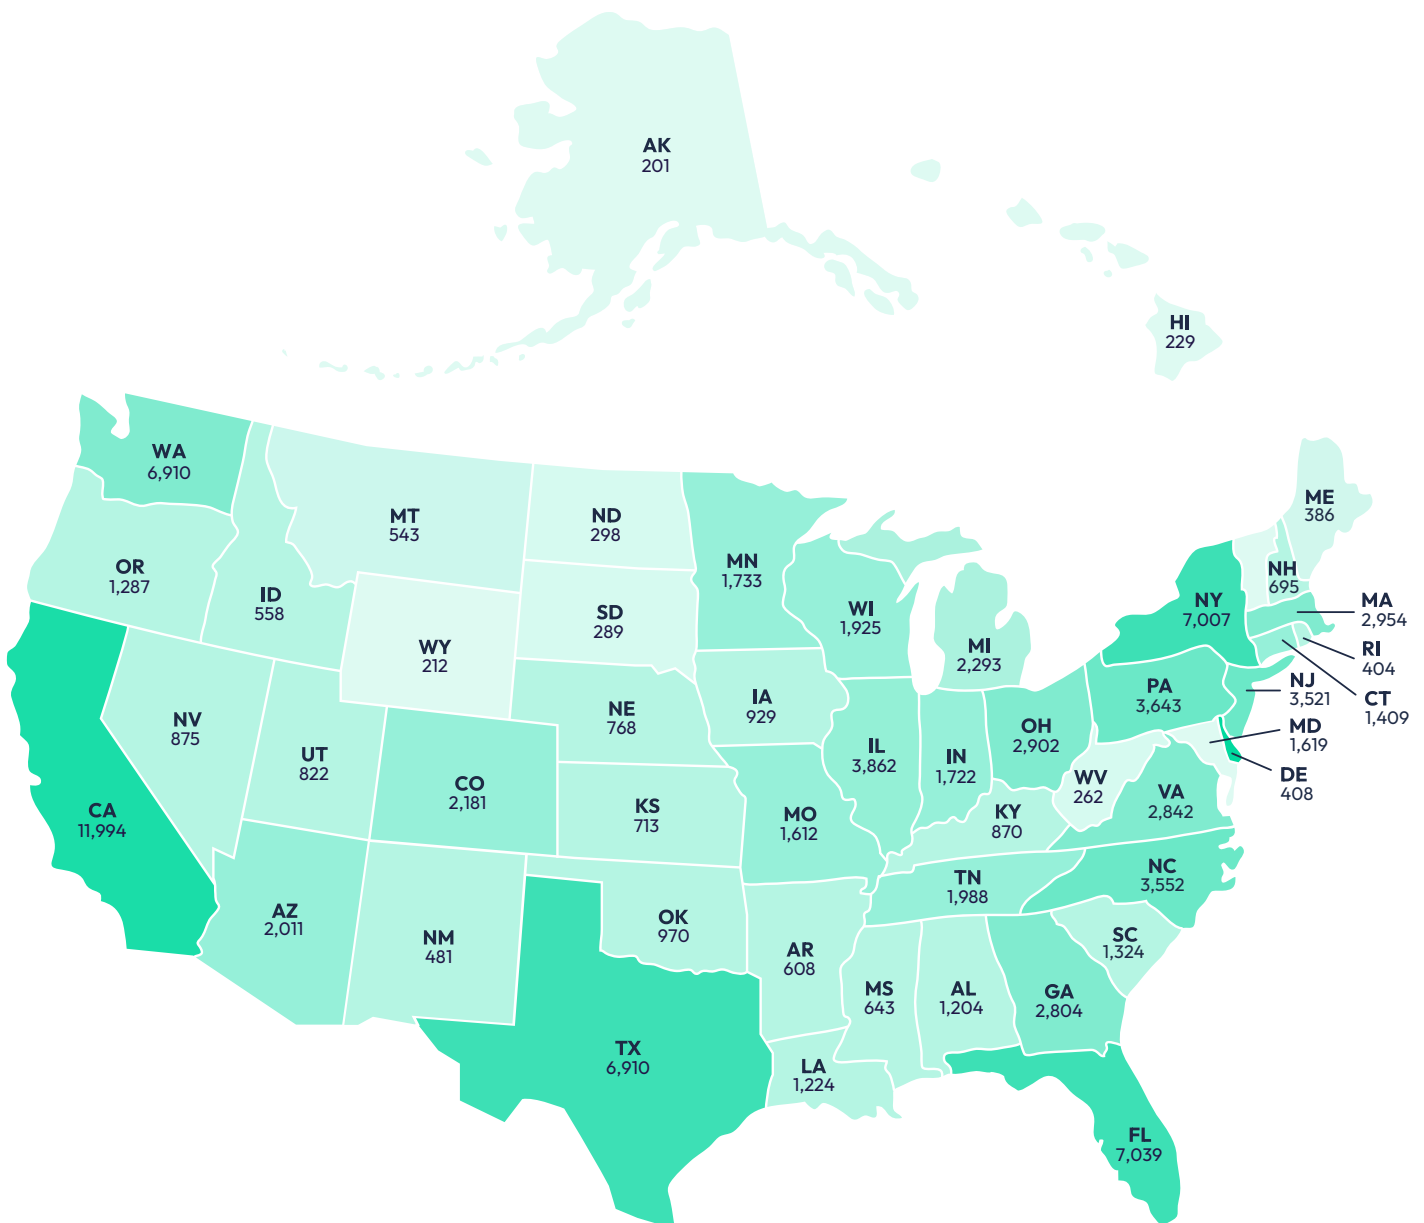 AK
201
HI
229
WA
6,910
MT
543
ND
298
ME
386
OR
1,287
ID
558
MN
1,733
NH
695
SD
289
WI
1,925
NY
7,007
MA
2,954
WY
212
MI
2,293
RI
404
NV
875
NE
768
IA
929
PA
3,643
NJ
3,521
CT
1,409
UT
822
CO
2,181
IL
3,862
IN
1,722
OH
2,902
MD
1,619
DE
408
CA
11,994
KS
713
MO
1,612
KY
870
WV
262
VA
2,842
AZ
2,011
NM
481
OK
970
TN
1,988
NC
3,552
AR
608
SC
1,324
MS
643
AL
1,204
GA
2,804
TX
6,910
LA
1,224
FL
7,039